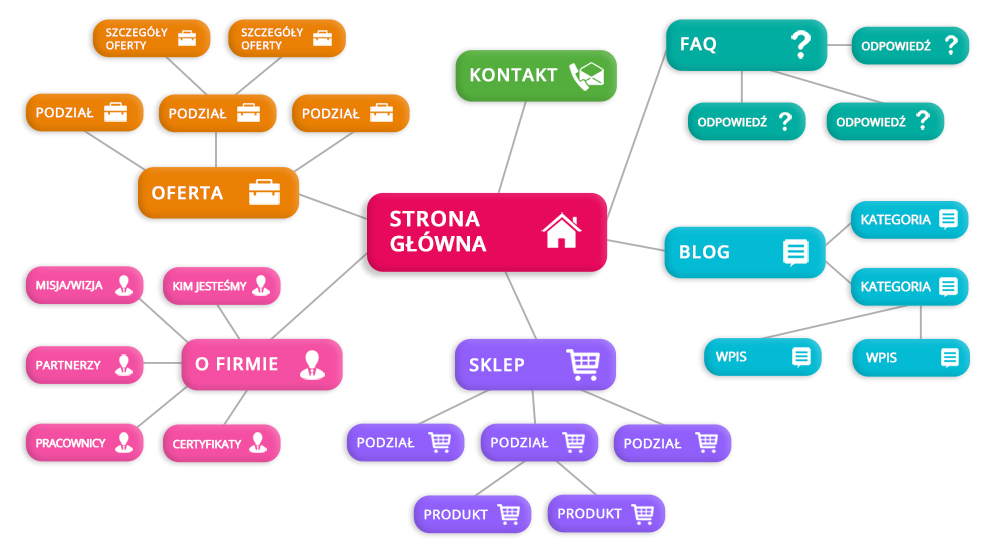 SZCZEGÓŁY
OFERTY
SZCZEGÓŁY
OFERTY
PODZIAŁ
PODZIAŁ
PODZIAŁ
OFERTA
KONTAKT
FAQ
ODPOWIEDŹ
ODPOWIEDŹ
ODPOWIEDŹ
STRONA
GŁÓWNA
BLOG
KATEGORIA
KATEGORIA
WPIS
WPIS
MISJA/WIZJA
KIM JESTEŚMY
PARTNERZY
O FIRMIE
PRACOWNICY
CERTYFIKATY
SKLEP
PODZIAŁ
PODZIAŁ
PODZIAŁ
PRODUKT
PRODUKT